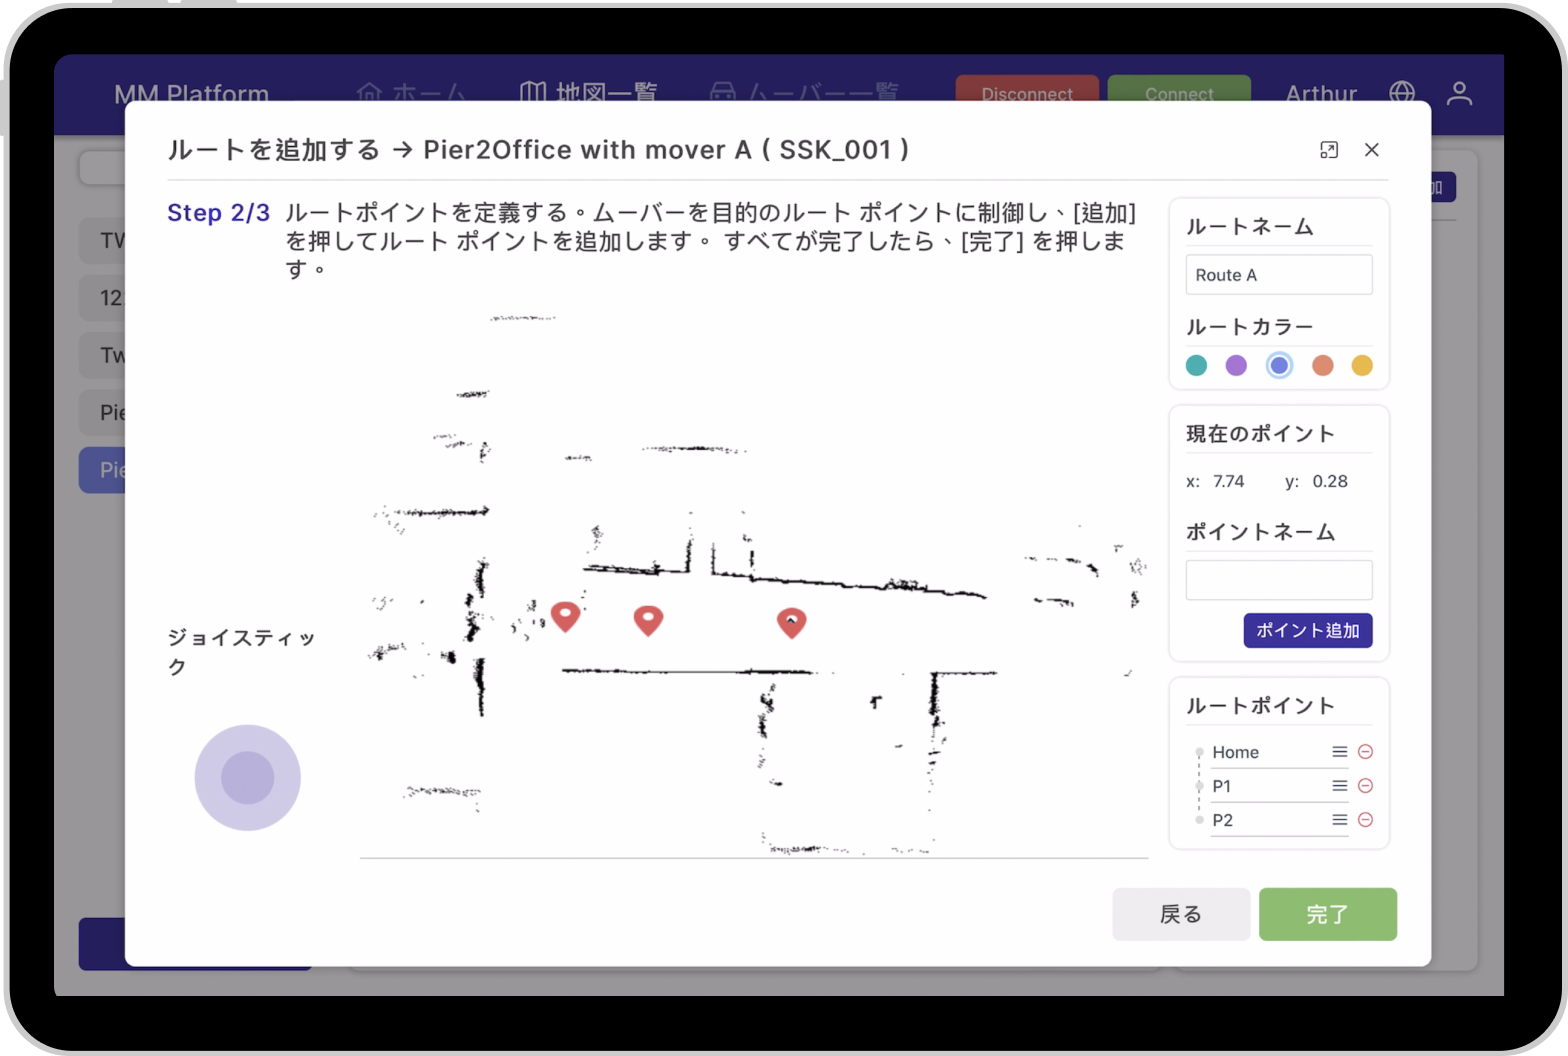 MM Platform
ホーム
地図一覧
ムーバー一覧
Disconnect
Connect
Arthur
ルートを追加する → Pier2Office with mover A ( SSK_001 )
加
Step 2/3
ルートポイントを定義する。ムーバーを目的のルート ポイントに制御し、[追加]
を押してルート ポイントを追加します。 すべてが完了したら、[完了] を押しま
す。
TW
12
Tw
Pie
Pie
ジョイスティッ
ク
ルートネーム
Route A
ルートカラー
現在のポイント
x: 7.74 y: 0.28
ポイントネーム
ポイント追加
ルートポイント
Home
P1
P2
戻る
完了